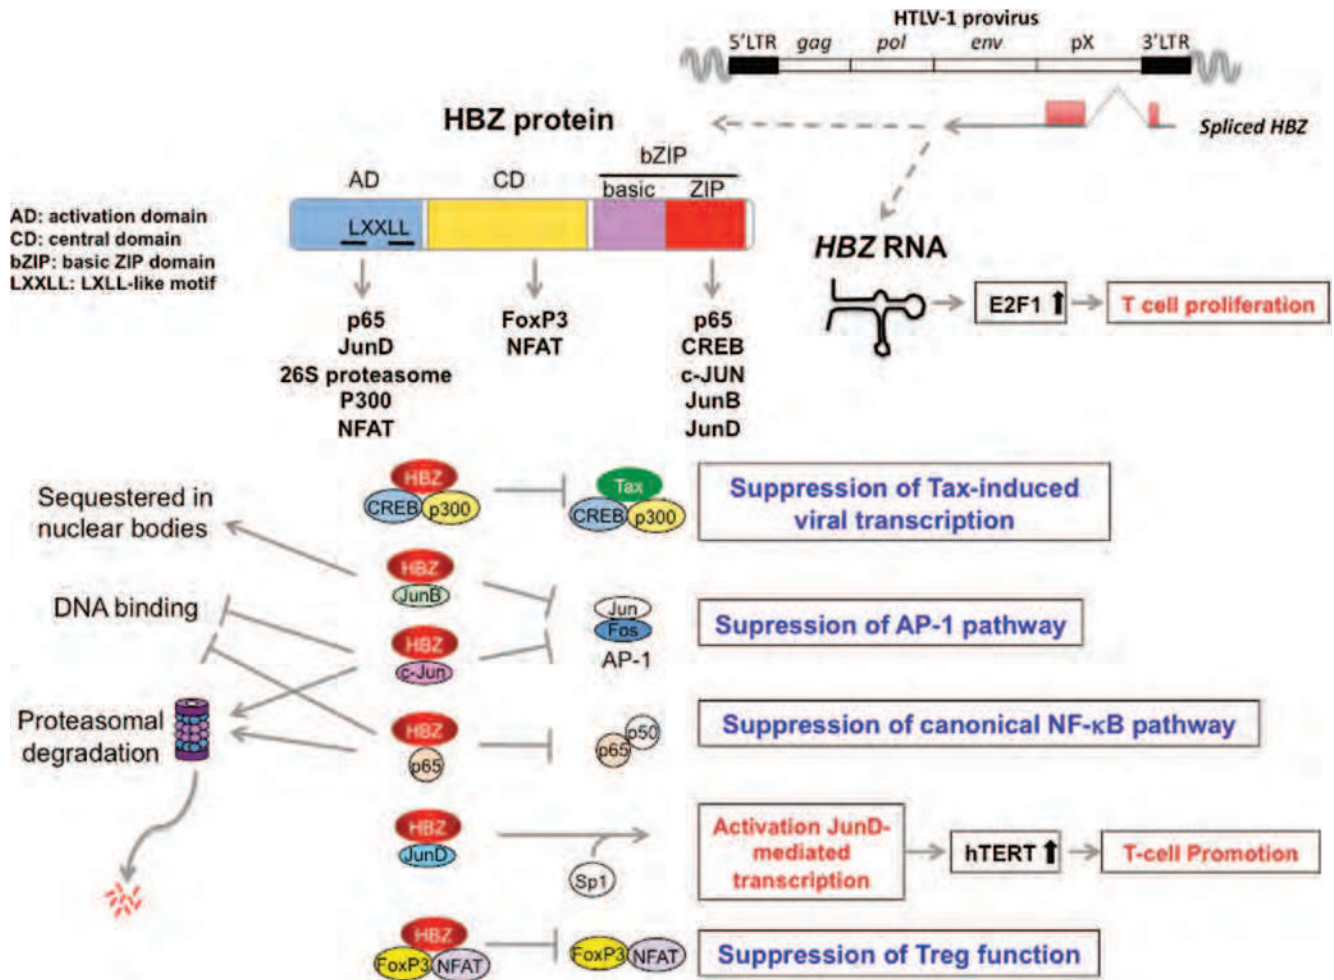 HTLV-1 provirus
5'LTR gag pol env pX 3'LTR
Spliced HBZ
HBZ protein
bZIP
AD CD basic ZIP
LXXLL
AD: activation domain
CD: central domain
bZIP: basic ZIP domain
LXXLL: LXLL-like motif
p65
JunD
26S proteasome
P300
NFAT
FoxP3
NFAT
p65
CREB
c-JUN
JunB
JunD
HBZ RNA
E2F1
T cell proliferation
Sequestered in
nuclear bodies
DNA binding
Proteasomal
degradation
HBZ
CREB p300
Tax
CREB p300
Suppression of Tax-induced
viral transcription
HBZ
JunB
HBZ
c-Jun
Jun
Fos
AP-1
Supression of AP-1 pathway
HBZ
p65
p50
p65
Suppression of canonical NF-κB pathway
HBZ
JunD
Sp1
Activation JunD-
mediated
transcription
hTERT
T-cell Promotion
HBZ
FoxP3 NFAT
FoxP3 NFAT
Suppression of Treg function